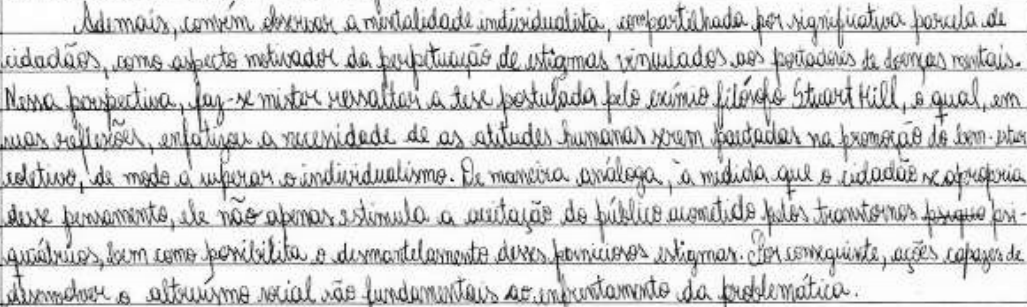 Ademais, convém observar a mentalidade individualista, compartilhada por significativa parcela de
cidadãos, como aspecto motivador da perpetuação de estigmas vinculados aos portadores de doenças mentais.
Nessa perspectiva, faz-se mister ressaltar a tese postulada pelo exímio filósofo Stuart Mill, o qual, em
suas reflexões, enfatizou a necessidade de as atitudes humanas serem pautadas na promoção do bem-estar
coletivo, de modo a superar o individualismo. De maneira análoga, à medida que o cidadão se apropria
desse pensamento, ele não apenas estimula a aceitação do público acometido pelos transtornos psiquo psi-
quiátricos, bem como possibilita o desmantelamento desses perniciosos estigmas. Por conseguinte, ações capazes de
desenvolver o altruísmo social são fundamentais ao enfrentamento da problemática.